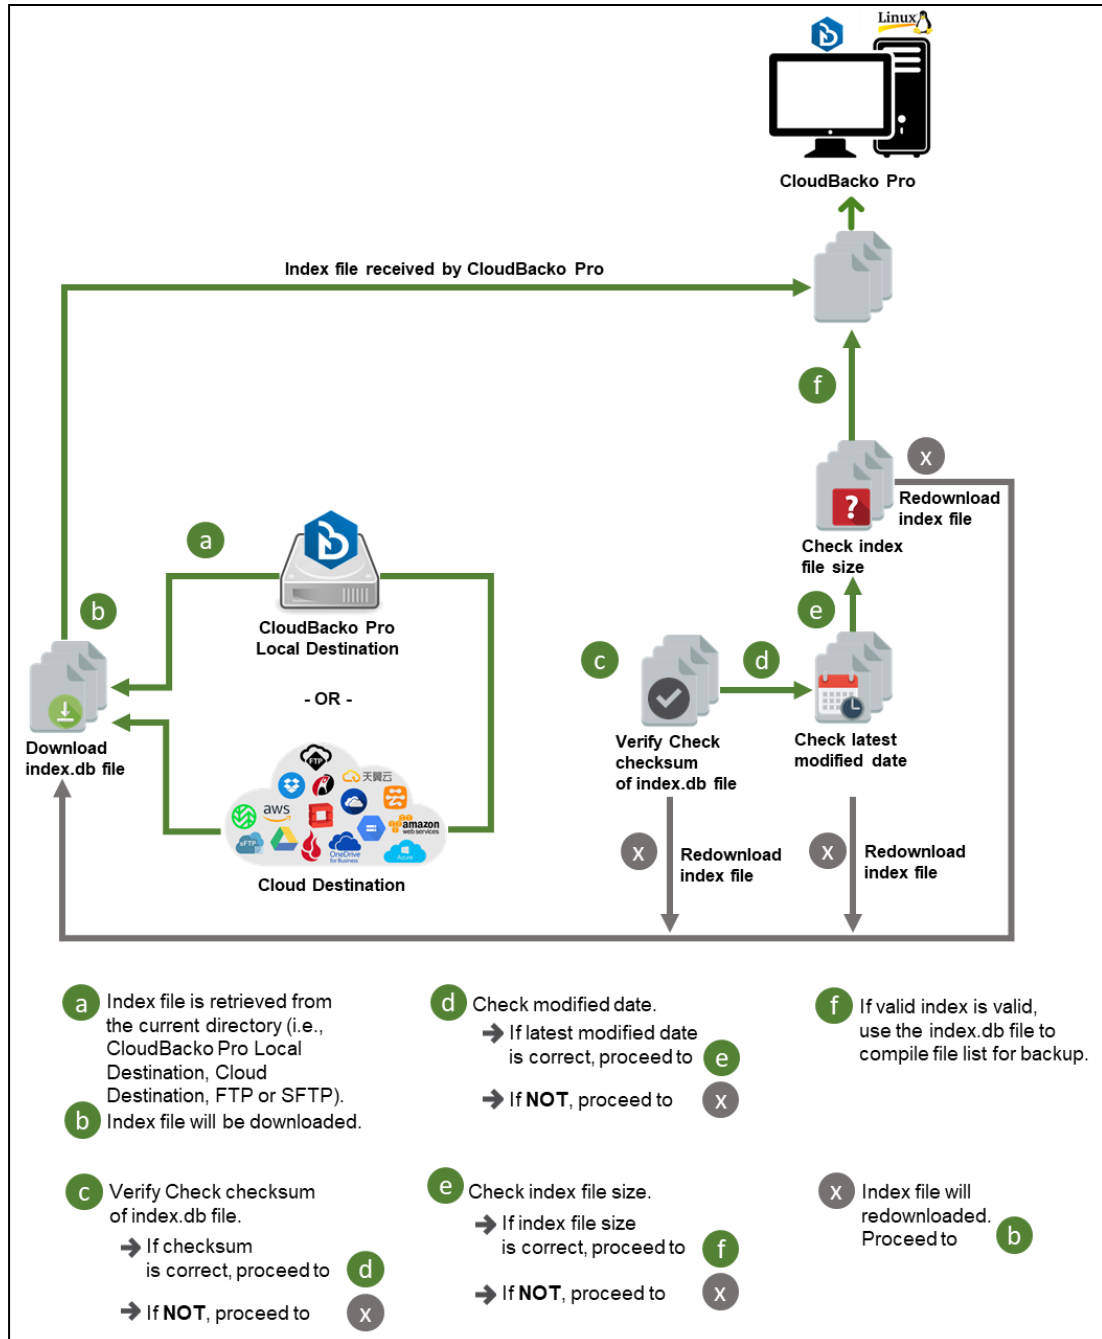 Linux
CloudBacko Pro
Index file received by CloudBacko Pro
f
x
Redownload
index file
Check index
file size
a
b
CloudBacko Pro
Local Destination
- OR -
Download
index.db file
FTP
天翼云
aws
amazon
web services
sFTP
OneDrive
for Business
Azure
Cloud Destination
c
d
e
Verify Check
checksum
of index.db file
Check latest
modified date
x
Redownload
index file
x
Redownload
index file
a Index file is retrieved from
the current directory (i.e.,
CloudBacko Pro Local
Destination, Cloud
Destination, FTP or SFTP).
b Index file will be downloaded.
c Verify Check checksum
of index.db file.
If checksum
is correct, proceed to d
If NOT, proceed to x
d Check modified date.
If latest modified date
is correct, proceed to e
If NOT, proceed to x
e Check index file size.
If index file size
is correct, proceed to f
If NOT, proceed to x
f If valid index is valid,
use the index.db file to
compile file list for backup.
x Index file will
redownloaded.
Proceed to b